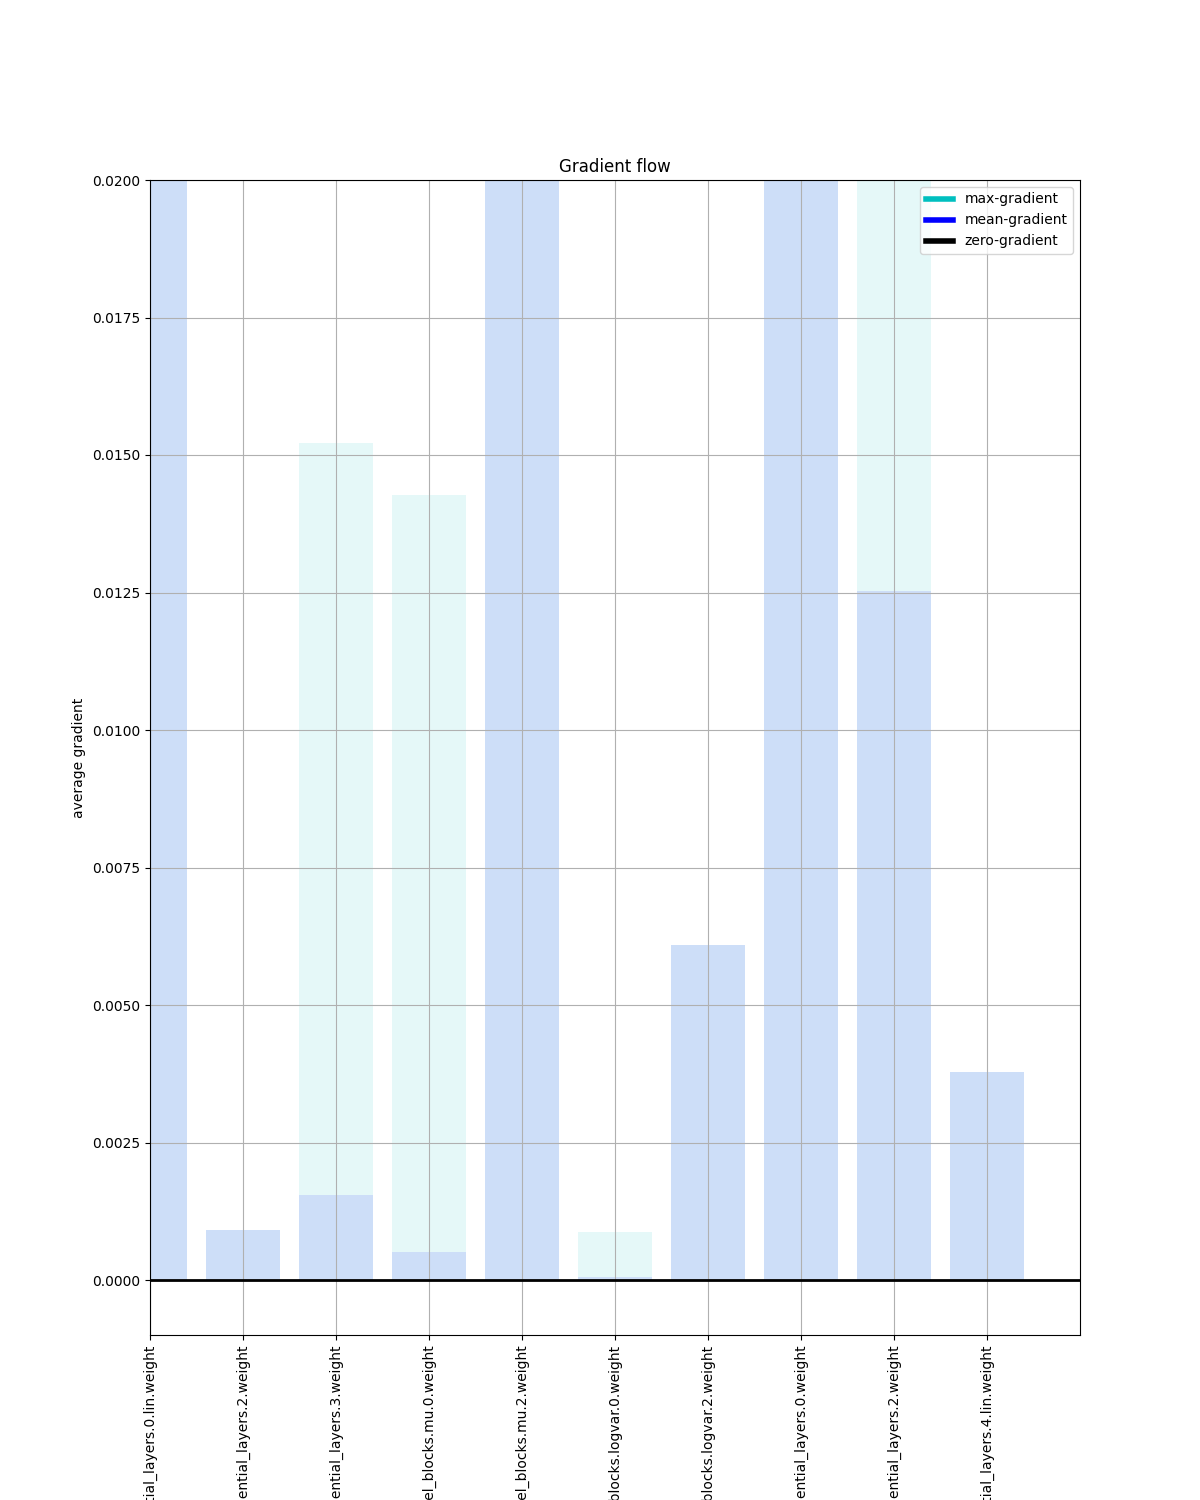 Gradient flow
max-gradient
mean-gradient
zero-gradient
0.0200
0.0175
0.0150
0.0125
0.0100
0.0075
0.0050
0.0025
0.0000
average gradient
tial_layers.0.lin.weight
ential_layers.2.weight
ential_layers.3.weight
el_blocks.mu.0.weight
el_blocks.mu.2.weight
blocks.logvar.0.weight
blocks.logvar.2.weight
ential_layers.0.weight
ential_layers.2.weight
tial_layers.4.lin.weight